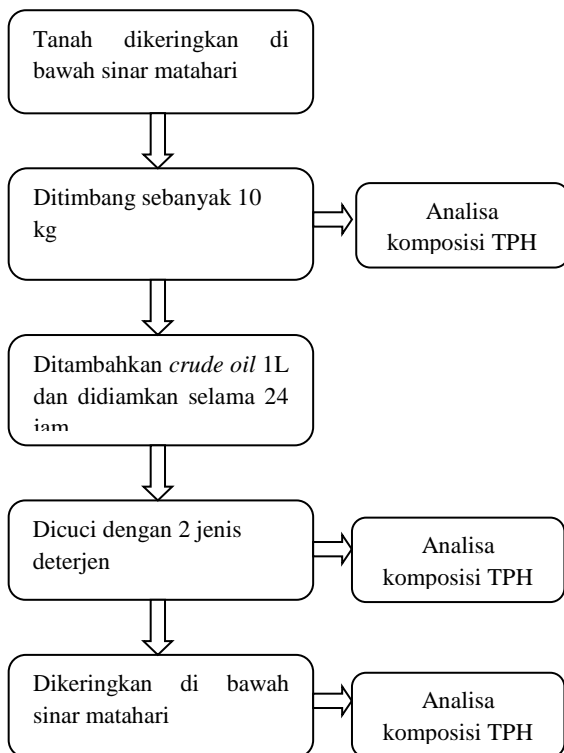 Tanah dikeringkan di
bawah sinar matahari
Ditimbang sebanyak 10
kg
Analisa
komposisi TPH
Ditambahkan crude oil 1L
dan didiamkan selama 24
jam
Dicuci dengan 2 jenis
deterjen
Analisa
komposisi TPH
Dikeringkan di bawah
sinar matahari
Analisa
komposisi TPH